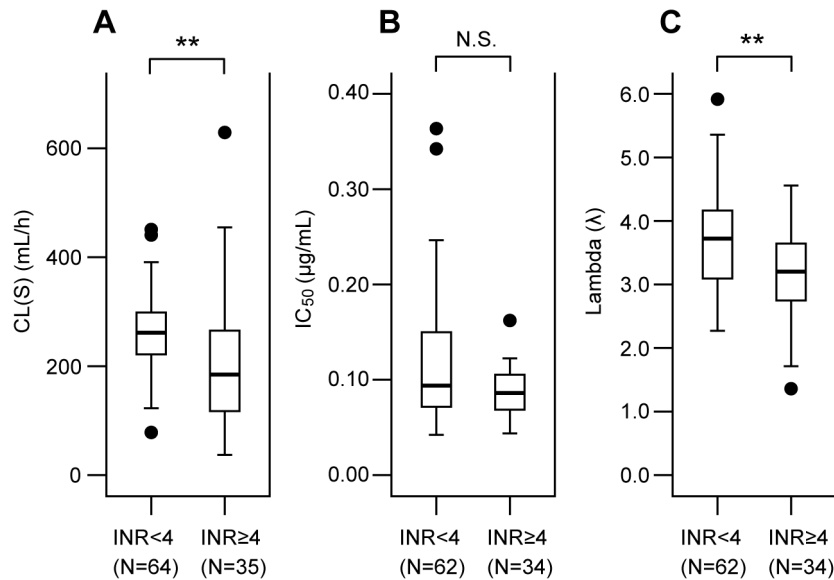 A
**
CL(S) (mL/h)
600
400
200
0
INR<4
(N=64)
INR≥4
(N=35)
B
N.S.
IC50 (μg/mL)
0.40
0.30
0.20
0.10
0.00
INR<4
(N=62)
INR≥4
(N=34)
C
**
Lambda (λ)
6.0
5.0
4.0
3.0
2.0
1.0
0.0
INR<4
(N=62)
INR≥4
(N=34)